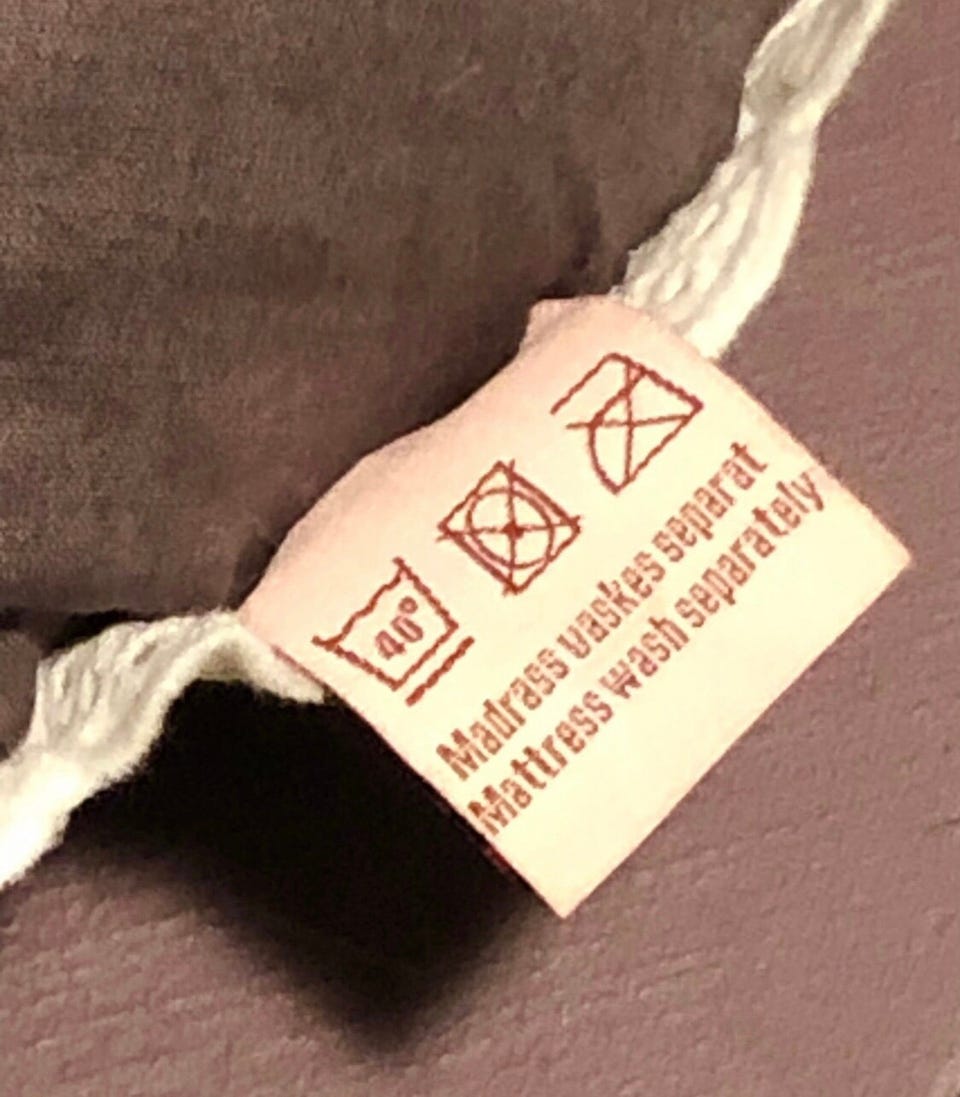 40°
Madrass vaskes separat
Mattress wash separately